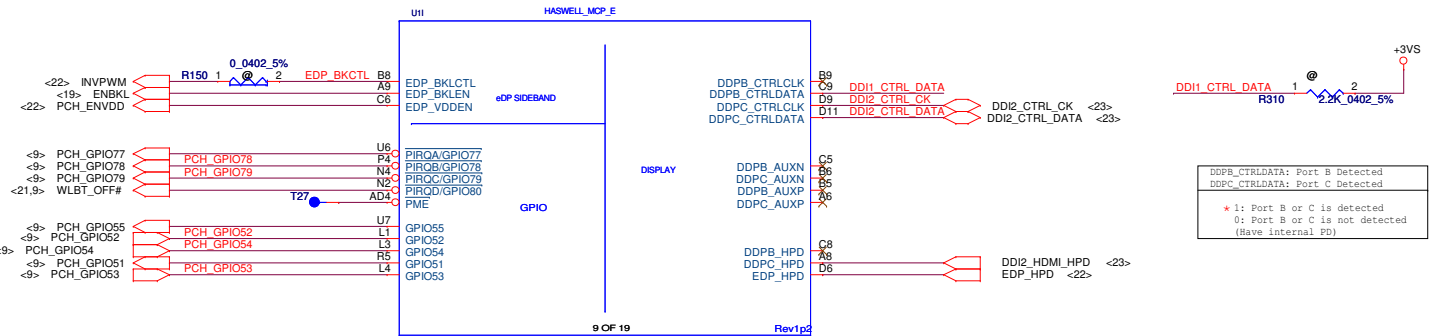 U1I
HASWELL_MCP_E
<22> INVPWM
R150 1 @ 2
0_0402_5%
EDP_BKCTL B8 EDP_BKLCTL
<19> ENBKL A9 EDP_BKLEN
<22> PCH_ENVDD C6 EDP_VDDEN
eDP SIDEBAND
<9> PCH_GPIO77 U6 PIRQA/GPIO77
<9> PCH_GPIO78 PCH_GPIO78 P4 PIRQB/GPIO78
<9> PCH_GPIO79 PCH_GPIO79 N4 PIRQC/GPIO79
<21,9> WLBT_OFF# N2 PIRQD/GPIO80
T27 AD4 PME
GPIO
<9> PCH_GPIO55 U7 GPIO55
<9> PCH_GPIO52 PCH_GPIO52 L1 GPIO52
<9> PCH_GPIO54 PCH_GPIO54 L3 GPIO54
<9> PCH_GPIO51 R5 GPIO51
<9> PCH_GPIO53 PCH_GPIO53 L4 GPIO53
DISPLAY
DDPB_CTRLCLK B9
DDPB_CTRLDATA C9 DDI1_CTRL_DATA
DDPC_CTRLCLK D9 DDI2_CTRL_CK DDI2_CTRL_CK <23>
DDPC_CTRLDATA D11 DDI2_CTRL_DATA DDI2_CTRL_DATA <23>
DDPB_AUXN C5
DDPC_AUXN B6
DDPB_AUXP B5
DDPC_AUXP A6
DDPB_HPD C8
DDPC_HPD A8 DDI2_HDMI_HPD <23>
EDP_HPD D6 EDP_HPD <22>
9 OF 19
Rev1p2
+3VS
DDI1_CTRL_DATA 1 @ 2
R310 2.2K_0402_5%
DDPB_CTRLDATA: Port B Detected
DDPC_CTRLDATA: Port C Detected
* 1: Port B or C is detected
0: Port B or C is not detected
(Have internal PD)